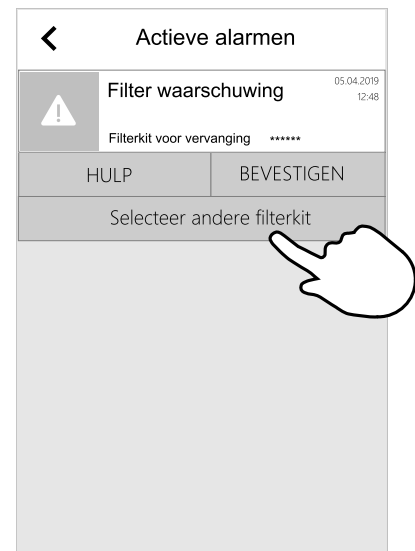 Actieve alarmen
Filter waarschuwing
05.04.2019
12:48
Filterkit voor vervanging ******
HULP
BEVESTIGEN
Selecteer andere filterkit